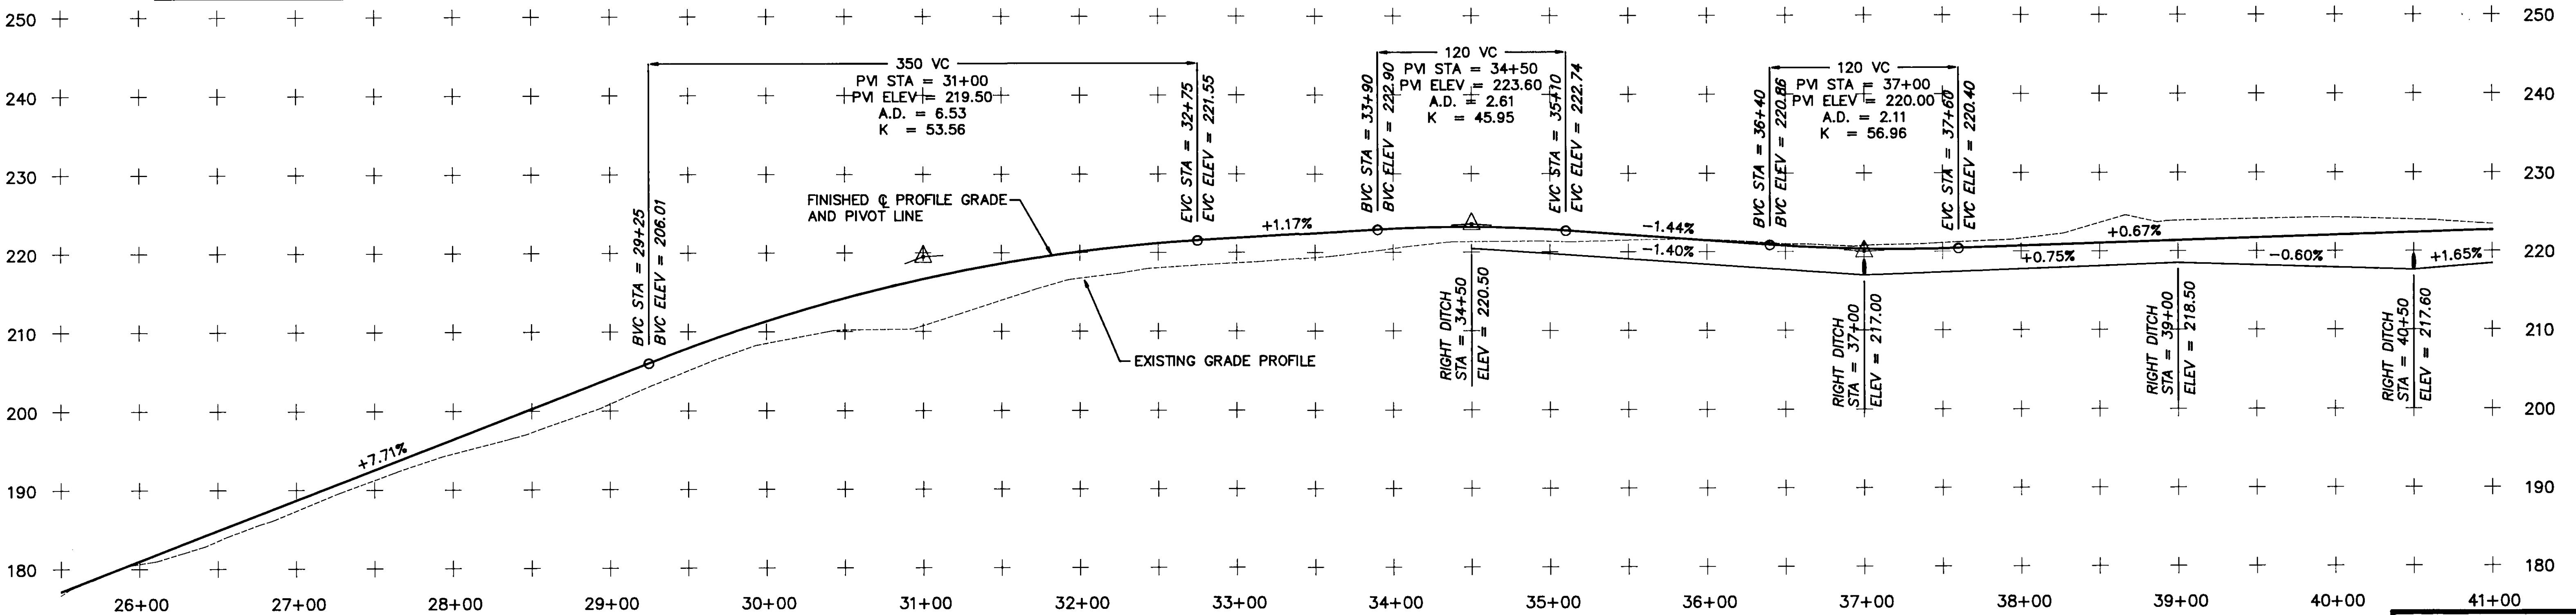 250
250
240
240
230
230
220
220
210
210
200
200
190
190
180
180
350 VC
PVI STA = 31+00
PVI ELEV = 219.50
A.D. = 6.53
K = 53.56
120 VC
PVI STA = 34+50
PVI ELEV = 223.60
A.D. = 2.61
K = 45.95
120 VC
PVI STA = 37+00
PVI ELEV = 220.00
A.D. = 2.11
K = 56.96
BVC STA = 29+25
BVC ELEV = 206.01
EVC STA = 32+75
EVC ELEV = 221.55
BVC STA = 33+90
BVC ELEV = 222.90
EVC STA = 35+10
EVC ELEV = 222.74
BVC STA = 36+40
BVC ELEV = 220.86
EVC STA = 37+60
EVC ELEV = 220.40
FINISHED ℄ PROFILE GRADE
AND PIVOT LINE
EXISTING GRADE PROFILE
+7.71%
+1.17%
-1.44%
-1.40%
+0.67%
+0.75%
-0.60%
+1.65%
RIGHT DITCH
STA = 34+50
ELEV = 220.50
RIGHT DITCH
STA = 37+00
ELEV = 217.00
RIGHT DITCH
STA = 39+00
ELEV = 218.50
RIGHT DITCH
STA = 40+50
ELEV = 217.60
26+00
27+00
28+00
29+00
30+00
31+00
32+00
33+00
34+00
35+00
36+00
37+00
38+00
39+00
40+00
41+00